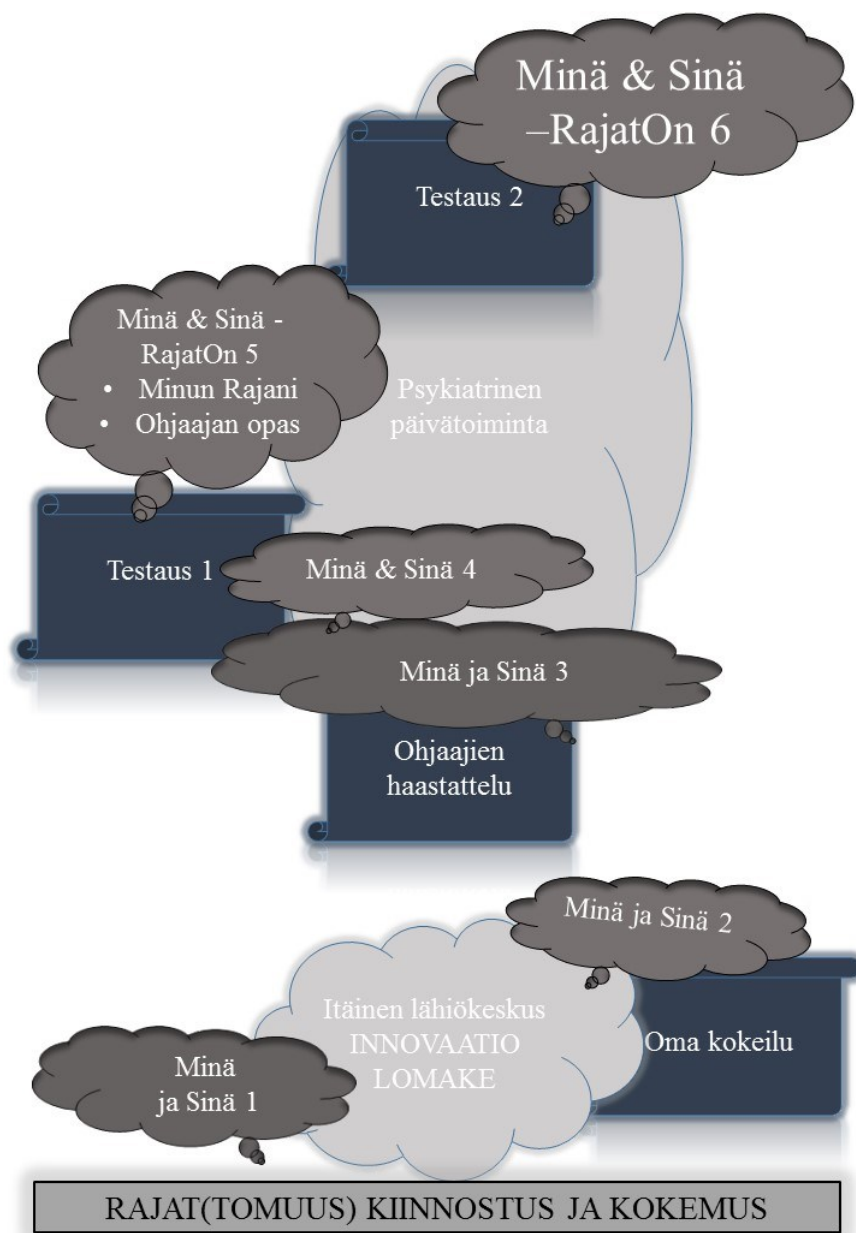 Minä & Sinä
–RajatOn 6
Testaus 2
Minä & Sinä -
RajatOn 5
• Minun Rajani
• Ohjaajan opas
Psykiatrinen
päivätoiminta
Testaus 1
Minä & Sinä 4
Minä ja Sinä 3
Ohjaajien
haastattelu
Minä ja Sinä 2
Itäinen lähiökeskus
INNOVAATIO
LOMAKE
Oma kokeilu
Minä
ja Sinä 1
RAJAT(TOMUUS) KIINNOSTUS JA KOKEMUS